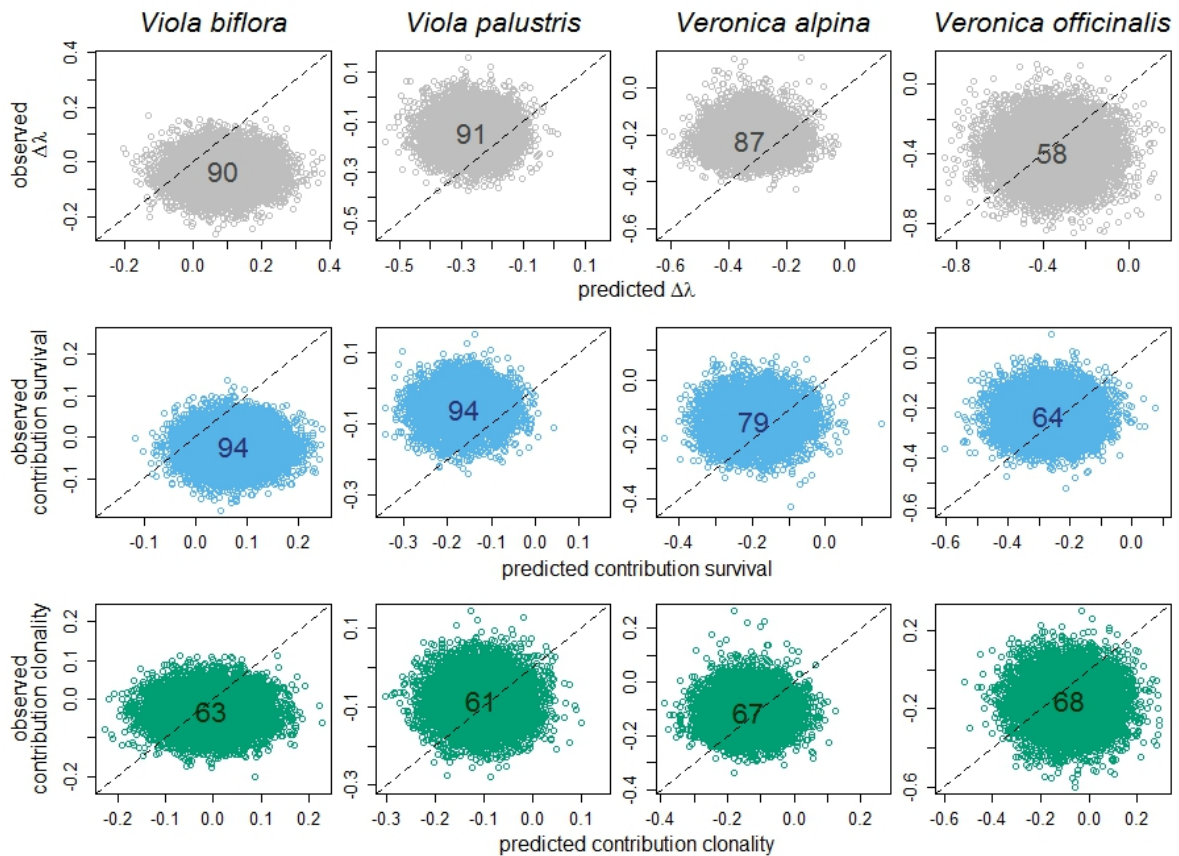 Viola biflora Viola palustris Veronica alpina Veronica officinalis
observed
Δλ
0.4 0.2 0.0 -0.2
90
0.1 -0.1 -0.3 -0.5
91
0.0 -0.2 -0.4 -0.6
87
0.0 -0.4 -0.8
58
-0.2 0.0 0.2 0.4 -0.5 -0.3 -0.1 0.1 -0.6 -0.4 -0.2 0.0 -0.8 -0.4 0.0
predicted Δλ
observed
contribution survival
0.2 0.1 0.0 -0.1
94
0.1 -0.1 -0.3
94
0.0 -0.2 -0.4
79
0.0 -0.2 -0.4 -0.6
64
-0.1 0.0 0.1 0.2 -0.3 -0.2 -0.1 0.0 0.1 -0.4 -0.2 0.0 -0.6 -0.4 -0.2 0.0
predicted contribution survival
observed
contribution clonality
0.2 0.1 0.0 -0.2
63
0.1 -0.1 -0.3
61
0.2 0.0 -0.2 -0.4
67
0.2 -0.2 -0.6
68
-0.2 -0.1 0.0 0.1 0.2 -0.3 -0.2 -0.1 0.0 0.1 -0.4 -0.2 0.0 0.2 -0.6 -0.4 -0.2 0.0 0.2
predicted contribution clonality